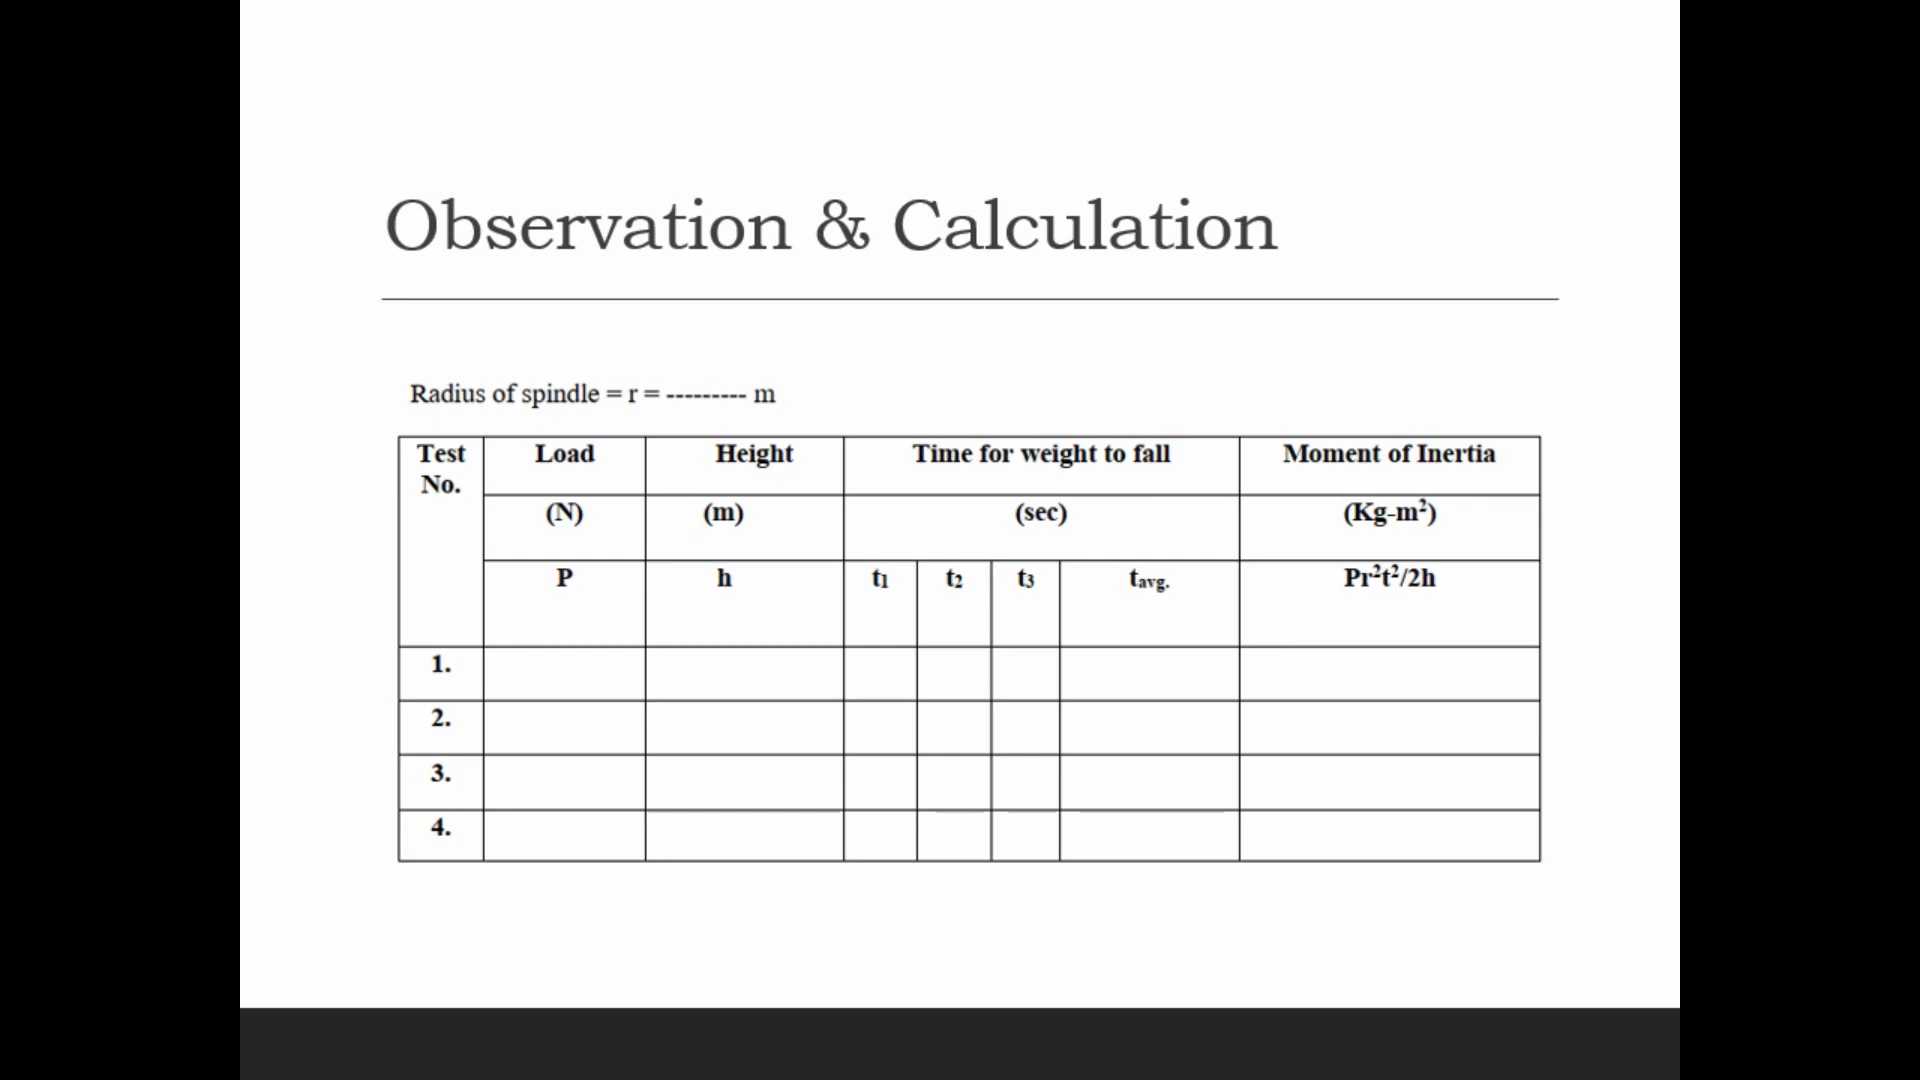 Observation & Calculation
Radius of spindle = r = --------- m
Test No. Load Height Time for weight to fall Moment of Inertia
(N) (m) (sec) (Kg-m²)
P h t₁ t₂ t₃ tavg. Pr²t²/2h
1.
2.
3.
4.